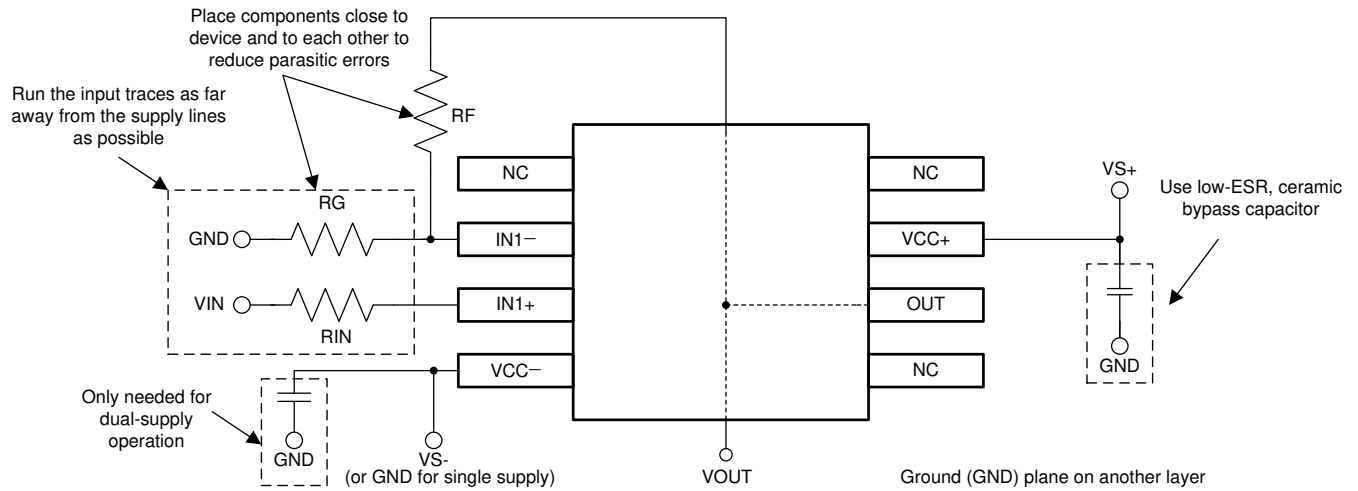 Place components close to
device and to each other to
reduce parasitic errors
Run the input traces as far
away from the supply lines
as possible
RF
NC
NC
VS+
Use low-ESR, ceramic
bypass capacitor
RG
GND
IN1−
VCC+
VIN
IN1+
OUT
RIN
VCC−
NC
GND
Only needed for
dual-supply
operation
GND
VS-
(or GND for single supply)
VOUT
Ground (GND) plane on another layer